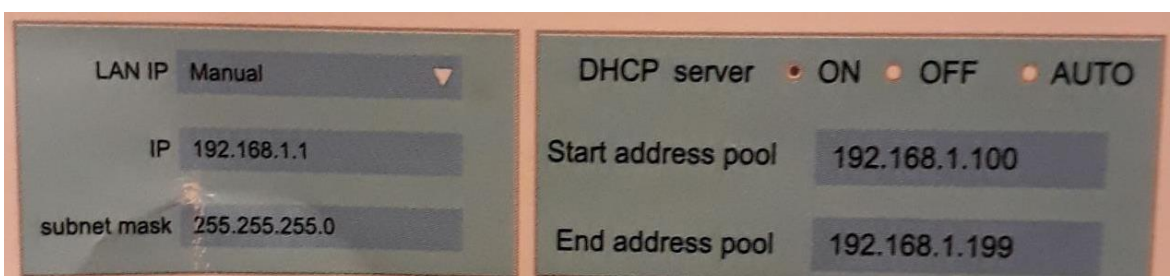 LAN IP Manual
IP 192.168.1.1
subnet mask 255.255.255.0
DHCP server ON OFF AUTO
Start address pool 192.168.1.100
End address pool 192.168.1.199